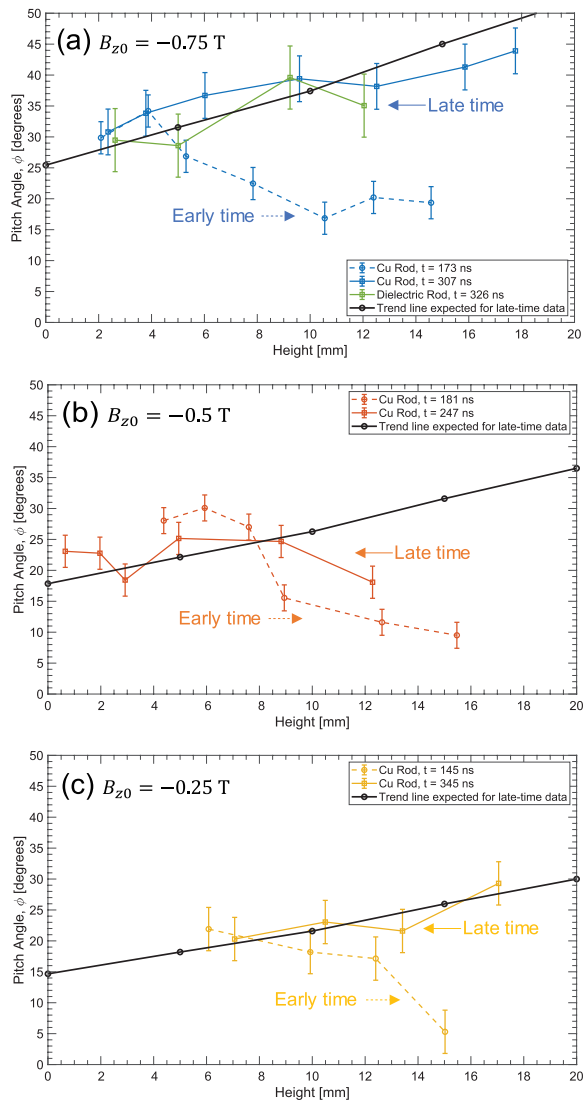 (a) B_{z0} = −0.75 T
50
45
40
35
30
25
20
15
10
5
0
Pitch Angle, ϕ [degrees]
Late time
Early time
Cu Rod, t = 173 ns
Cu Rod, t = 307 ns
Dielectric Rod, t = 326 ns
Trend line expected for late-time data
0 2 4 6 8 10 12 14 16 18 20
Height [mm]
(b) B_{z0} = −0.5 T
50
45
40
35
30
25
20
15
10
5
0
Pitch Angle, ϕ [degrees]
Cu Rod, t = 181 ns
Cu Rod, t = 247 ns
Trend line expected for late-time data
Late time
Early time
0 2 4 6 8 10 12 14 16 18 20
Height [mm]
(c) B_{z0} = −0.25 T
50
45
40
35
30
25
20
15
10
5
0
Pitch Angle, ϕ [degrees]
Cu Rod, t = 145 ns
Cu Rod, t = 345 ns
Trend line expected for late-time data
Late time
Early time
0 2 4 6 8 10 12 14 16 18 20
Height [mm]